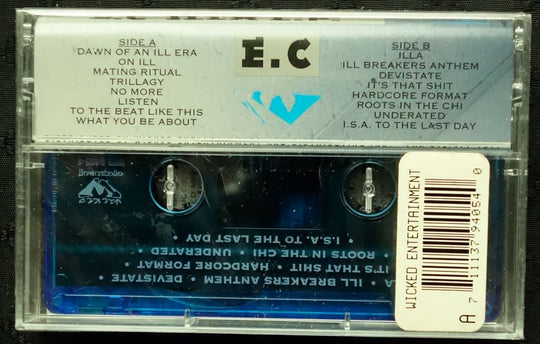 SIDE A
DAWN OF AN ILL ERA
ON ILL
MATING RITUAL
TRILLAGY
NO MORE
LISTEN
TO THE BEAT LIKE THIS
WHAT YOU BE ABOUT
E.C
SIDE B
ILLA
ILL BREAKERS ANTHEM
DEVISTATE
IT'S THAT SHIT
HARDCORE FORMAT
ROOTS IN THE CHI
UNDERATED
I.S.A. TO THE LAST DAY
WICKED
ILL BREAKERS ANTHEM • DEVISTATE •
IT'S THAT SHIT • HARDCORE FORMAT •
ROOTS IN THE CHI • UNDERATED •
I.S.A. TO THE LAST DAY •
WICKED ENTERTAINMENT
A 7 11137 94054 0